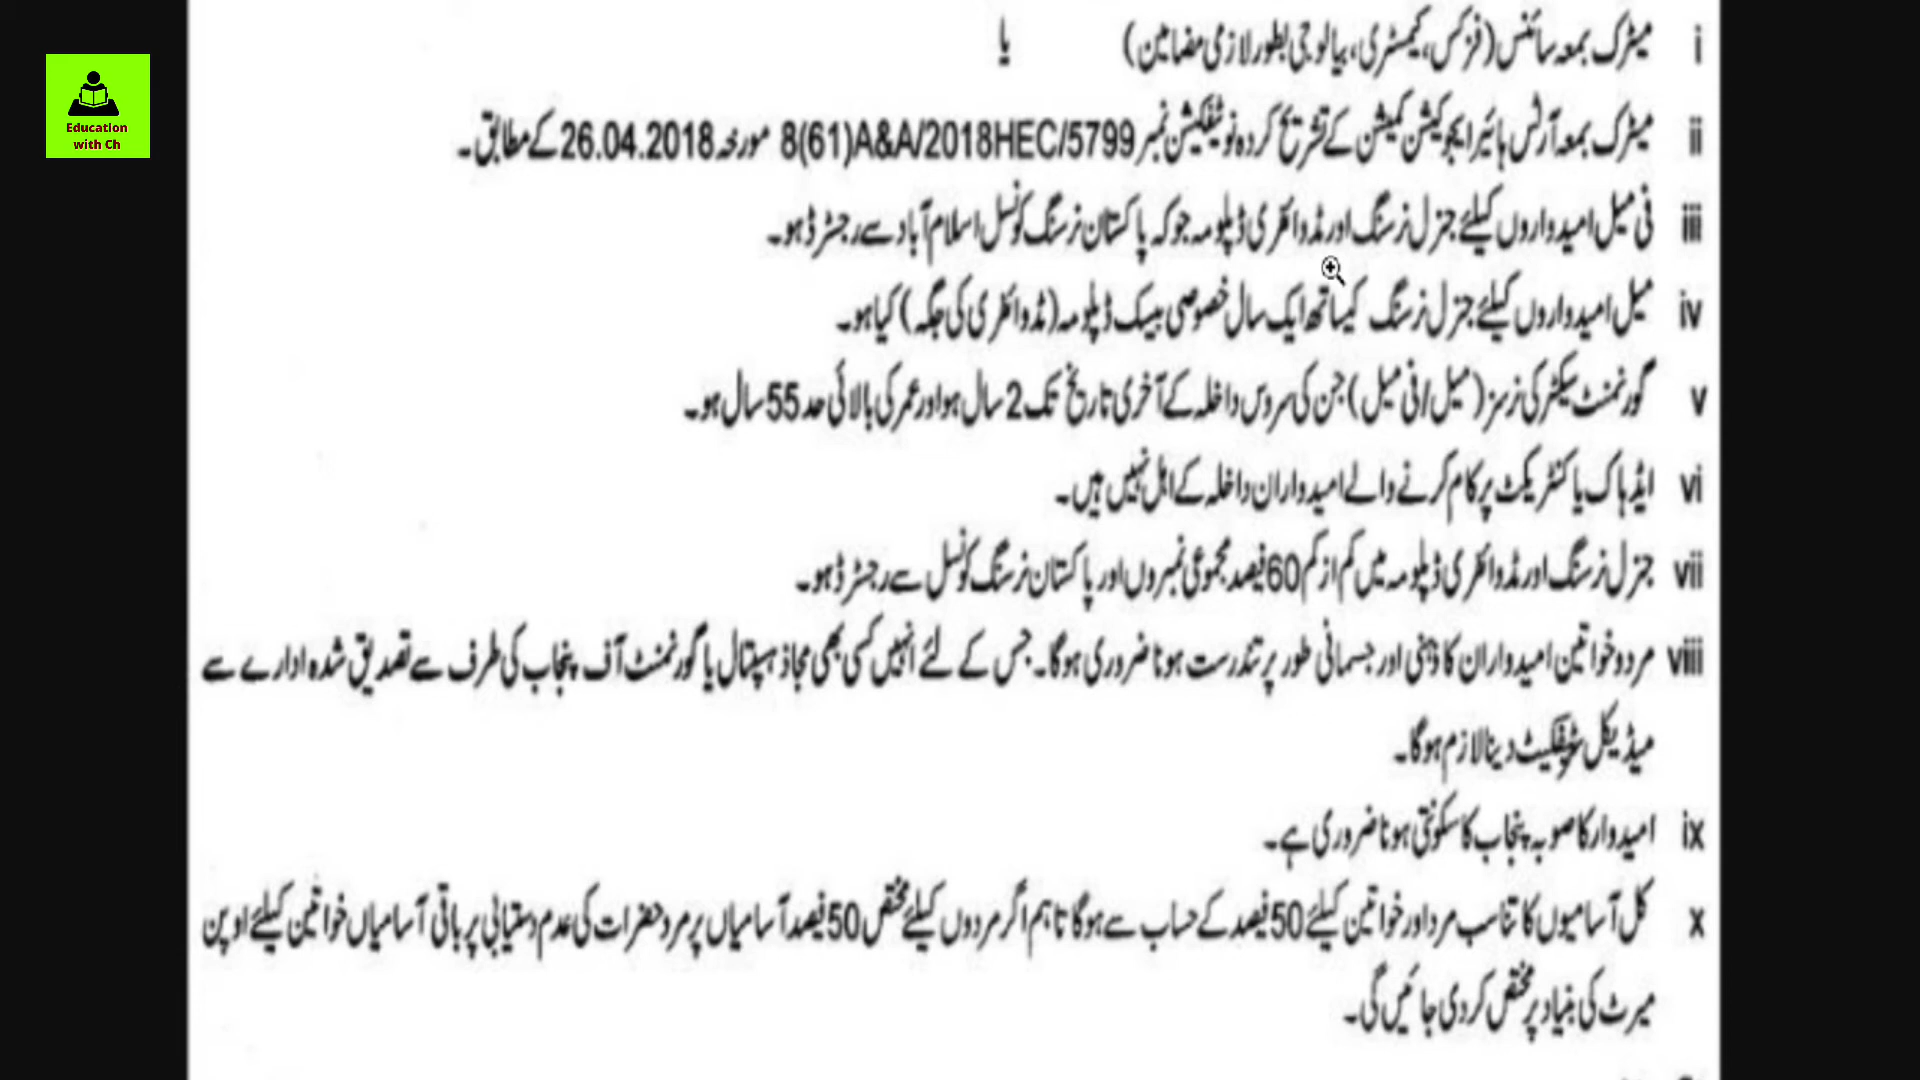 Education
with Ch
i میٹرک بمعہ سائنس (فزکس، کیمسٹری، بیالوجی بطور لازمی مضامین) یا
ii میٹرک بمعہ آرٹس ہائیر ایجوکیشن کمیشن کے تشریح کردہ نوٹیفکیشن نمبر 8(61)A&A/2018HEC/5799 مورخہ 26.04.2018 کے مطابق۔
iii فی میل امیدواروں کیلئے جنرل نرسنگ اور مڈوائفری ڈپلومہ جو کہ پاکستان نرسنگ کونسل اسلام آباد سے رجسٹرڈ ہو۔
iv میل امیدواروں کیلئے جنرل نرسنگ کیساتھ ایک سال خصوصی بیسک ڈپلومہ (مڈوائفری کی جگہ) کیا ہو۔
v گورنمنٹ سیکٹر کی نرسز (میل/فی میل) جن کی سروس داخلہ کے آخری تاریخ تک 2 سال ہو اور عمر کی بالائی حد 55 سال ہو۔
vi ایڈہاک یا کنٹریکٹ پر کام کرنے والے امیدواران داخلہ کے اہل نہیں ہیں۔
vii جنرل نرسنگ اور مڈوائفری ڈپلومہ میں کم از کم 60 فیصد مجموعی نمبروں اور پاکستان نرسنگ کونسل سے رجسٹرڈ ہو۔
viii مرد و خواتین امیدواران کا ذہنی اور جسمانی طور پر تندرست ہونا ضروری ہوگا۔ جس کے لئے انہیں کسی بھی مجاذ ہسپتال یا گورنمنٹ آف پنجاب کی طرف سے تصدیق شدہ ادارے سے
میڈیکل سرٹیفکیٹ دینا لازم ہوگا۔
ix امیدوار کا صوبہ پنجاب کا سکونتی ہونا ضروری ہے۔
x کل آسامیوں کا تناسب مرد اور خواتین کیلئے 50 فیصد کے حساب سے ہوگا تاہم اگر مردوں کیلئے مختص 50 فیصد آسامیاں پر مرد حضرات کی عدم دستیابی پر باقی آسامیاں خواتین کیلئے اوپن
میرٹ کی بنیاد پر مختص کر دی جائیں گی۔